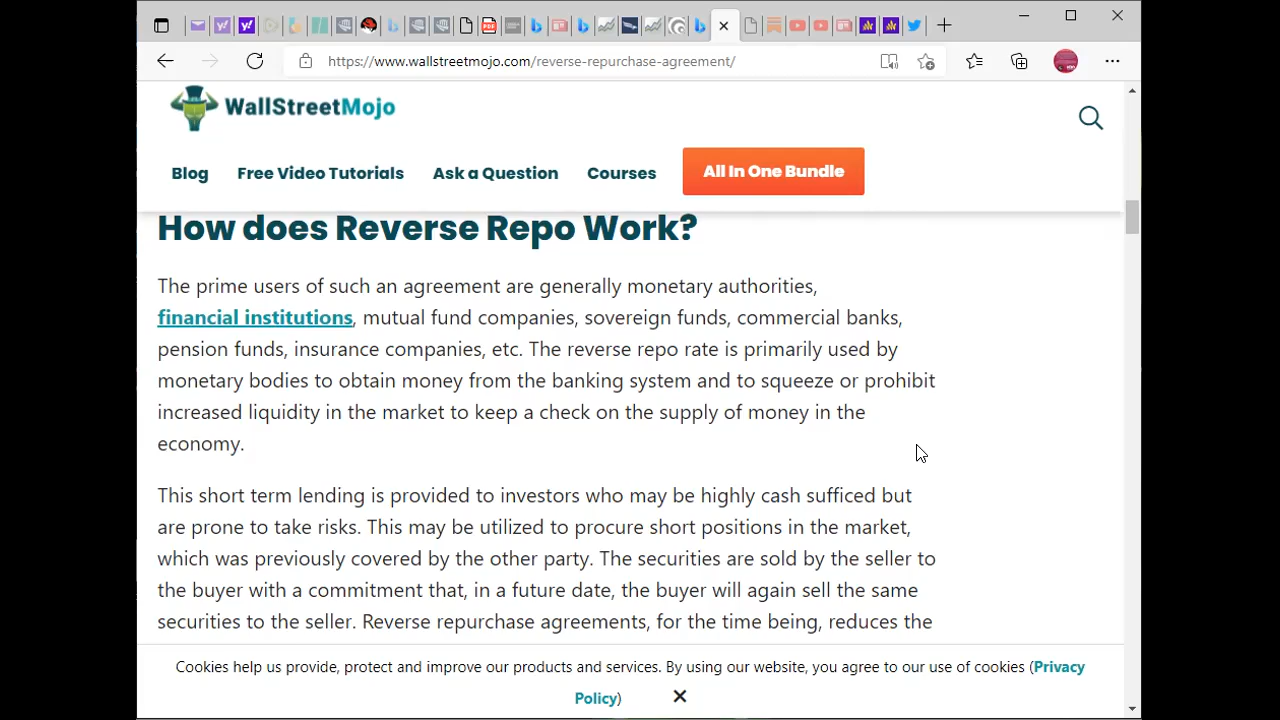 https://www.wallstreetmojo.com/reverse-repurchase-agreement/
WallStreetMojo
Blog
Free Video Tutorials
Ask a Question
Courses
All In One Bundle
How does Reverse Repo Work?
The prime users of such an agreement are generally monetary authorities,
financial institutions, mutual fund companies, sovereign funds, commercial banks,
pension funds, insurance companies, etc. The reverse repo rate is primarily used by
monetary bodies to obtain money from the banking system and to squeeze or prohibit
increased liquidity in the market to keep a check on the supply of money in the
economy.
This short term lending is provided to investors who may be highly cash sufficed but
are prone to take risks. This may be utilized to procure short positions in the market,
which was previously covered by the other party. The securities are sold by the seller to
the buyer with a commitment that, in a future date, the buyer will again sell the same
securities to the seller. Reverse repurchase agreements, for the time being, reduces the
Cookies help us provide, protect and improve our products and services. By using our website, you agree to our use of cookies (Privacy
Policy)